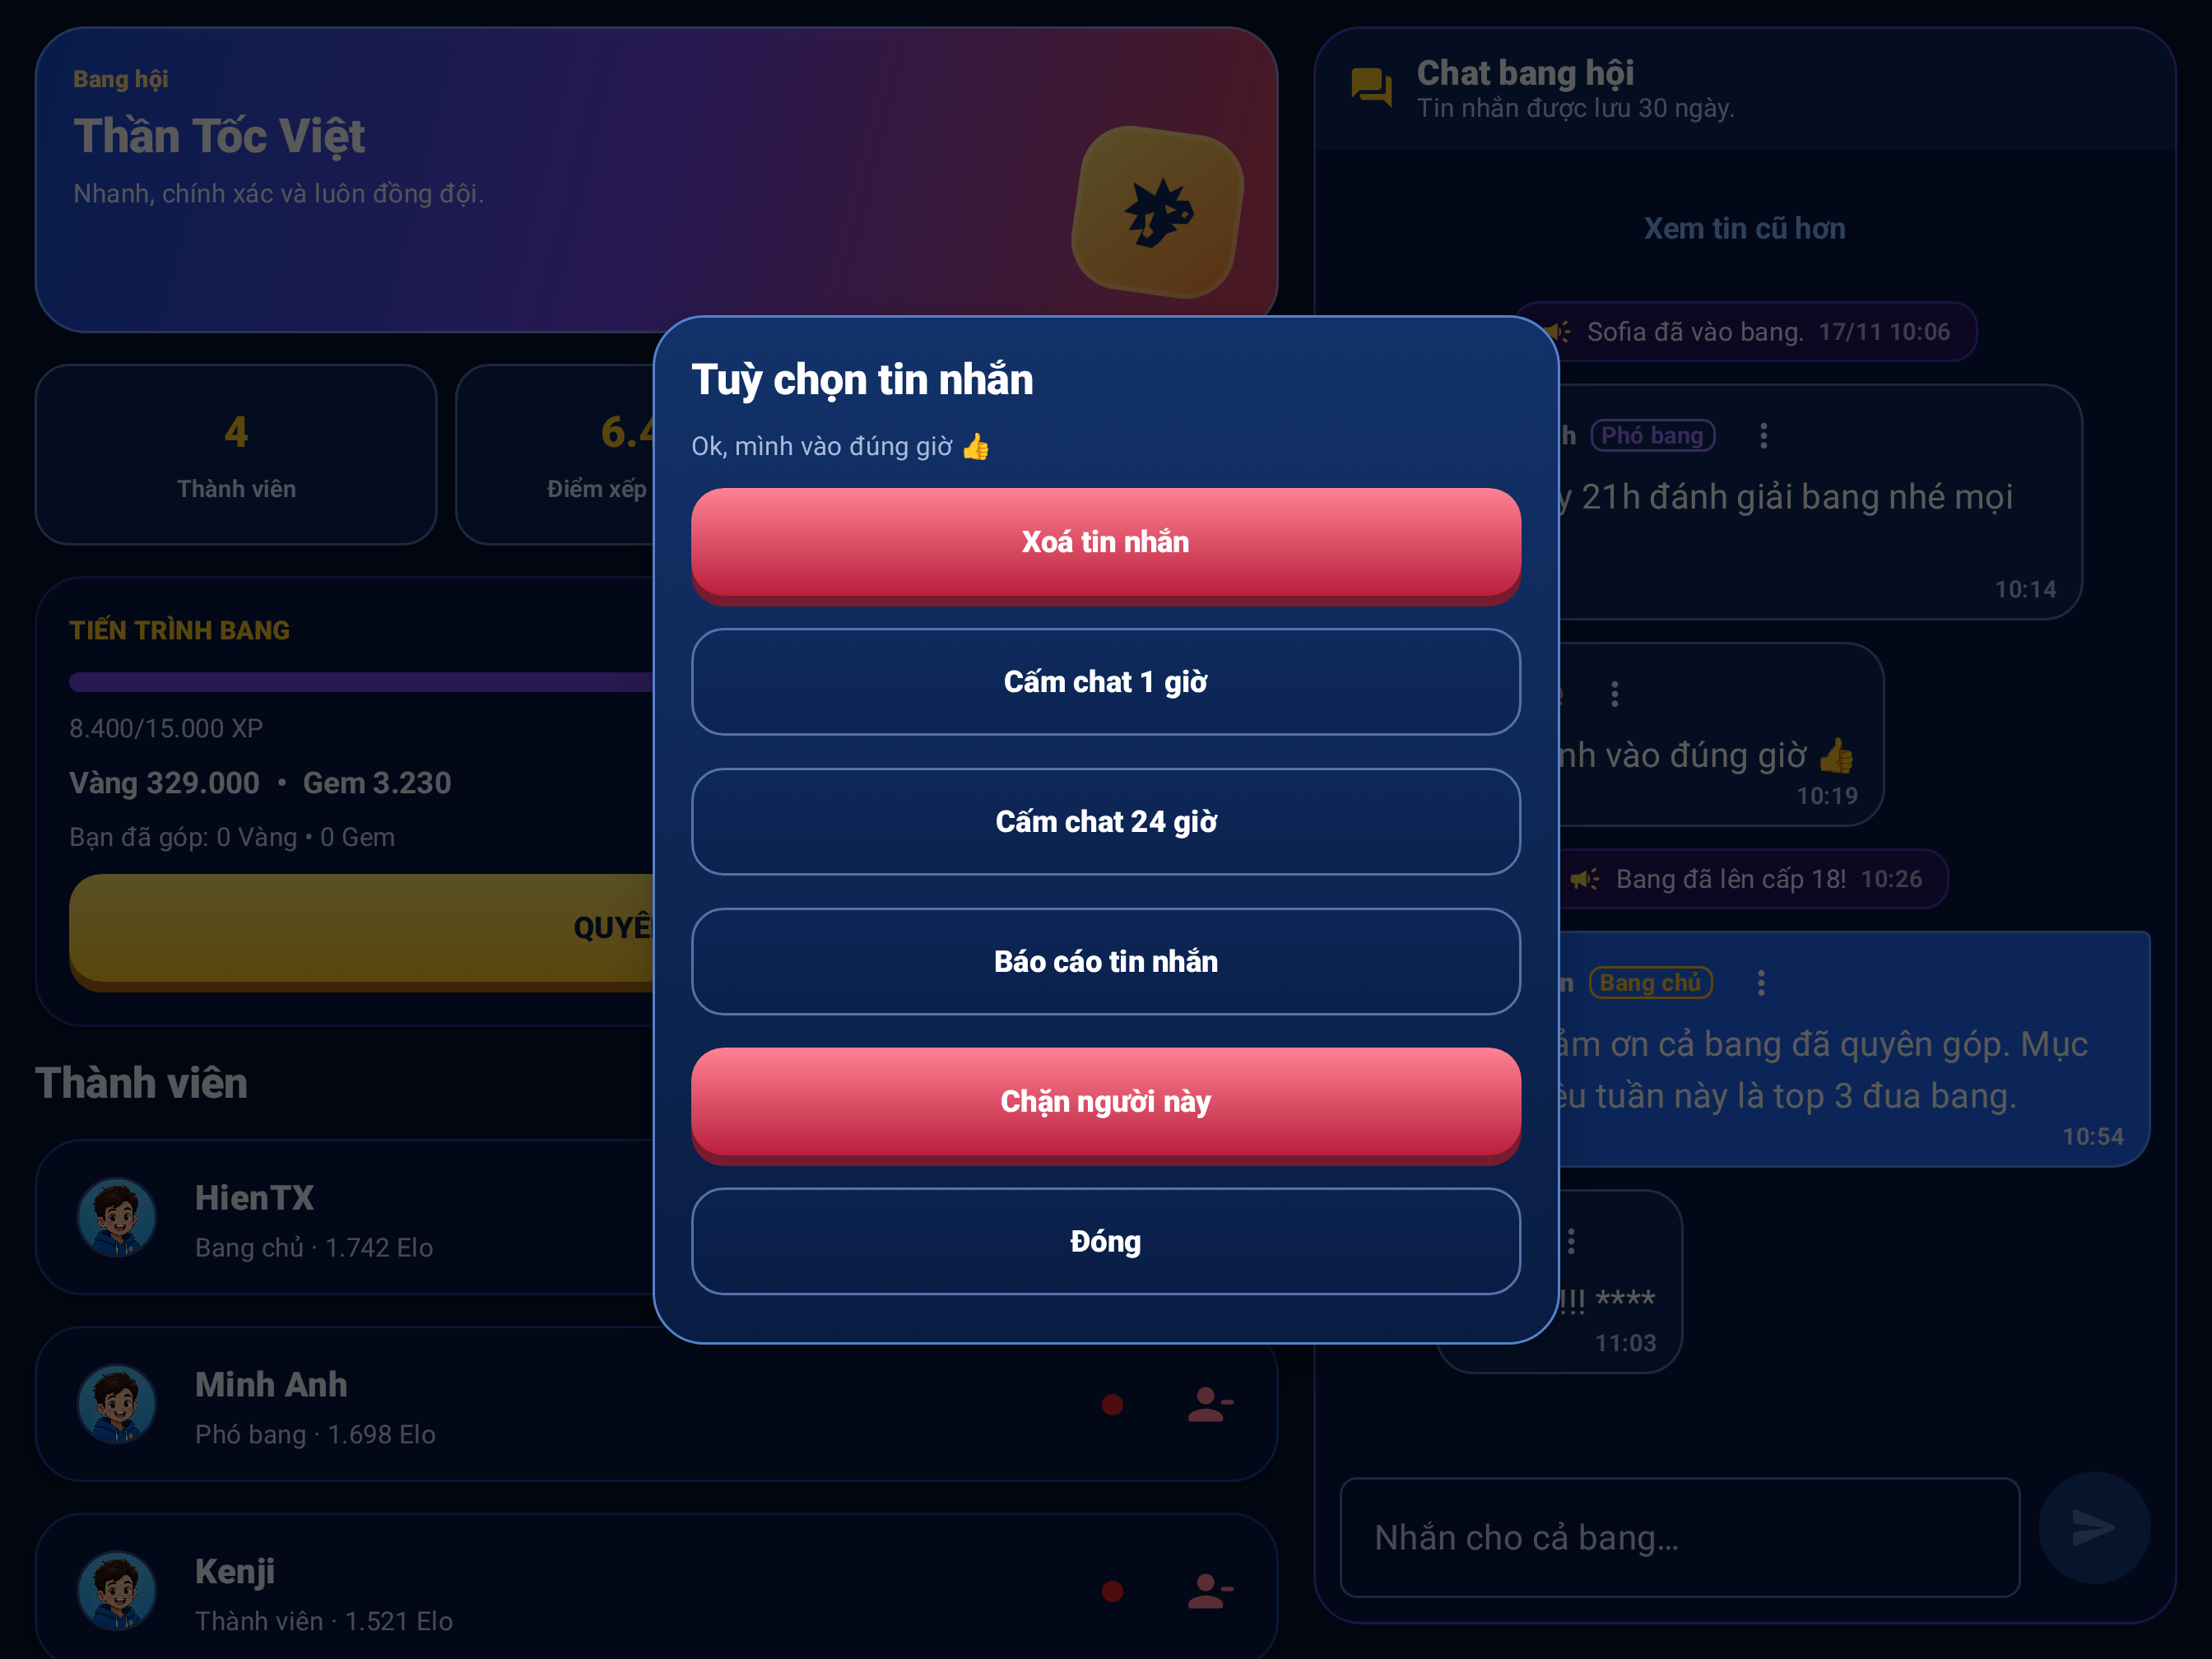 Bang hội
Thần Tốc Việt
Nhanh, chính xác và luôn đồng đội.
4
Thành viên
6.4
Điểm xếp
TIẾN TRÌNH BANG
8.400/15.000 XP
Vàng 329.000 • Gem 3.230
Bạn đã góp: 0 Vàng • 0 Gem
Thành viên
HienTX
Bang chủ · 1.742 Elo
Minh Anh
Phó bang · 1.698 Elo
Kenji
Thành viên · 1.521 Elo
Tuỳ chọn tin nhắn
Ok, mình vào đúng giờ 👍
Xoá tin nhắn
Cấm chat 1 giờ
Cấm chat 24 giờ
Báo cáo tin nhắn
Chặn người này
Đóng
Chat bang hội
Tin nhắn được lưu 30 ngày.
Xem tin cũ hơn
Sofia đã vào bang. 17/11 10:06
Phó bang
21h đánh giải bang nhé mọi
10:14
vào đúng giờ 👍
10:19
Bang đã lên cấp 18! 10:26
Bang chủ
ơn cả bang đã quyên góp. Mục
tuần này là top 3 đua bang.
10:54
!!! ****
11:03
Nhắn cho cả bang...